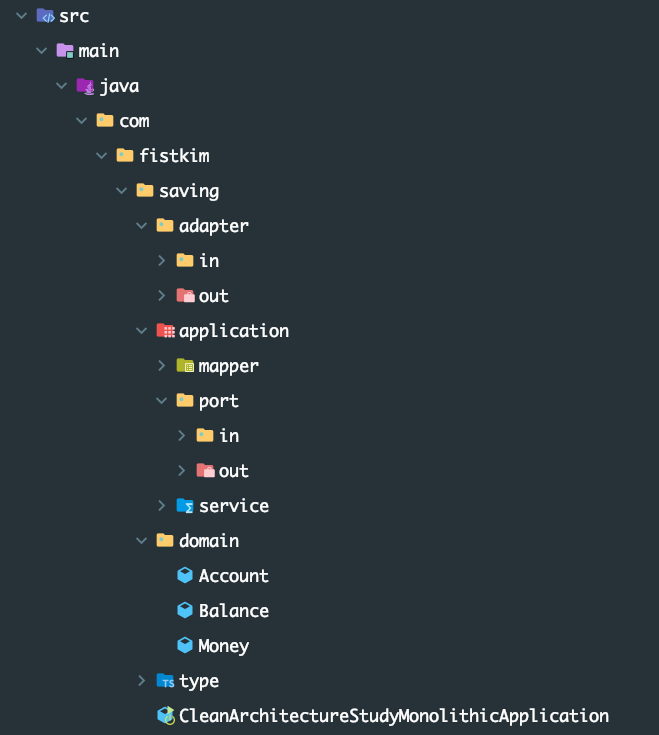 src
main
java
com
fistkim
saving
adapter
in
out
application
mapper
port
in
out
service
domain
Account
Balance
Money
TS type
CleanArchitectureStudyMonolithicApplication